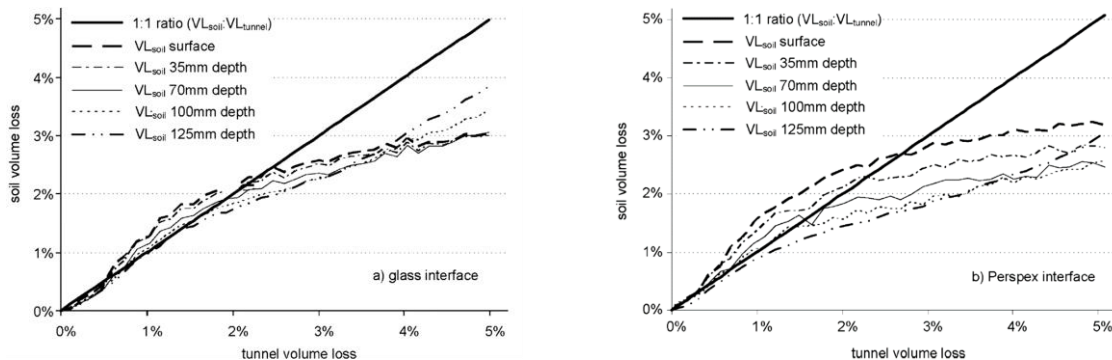 5%
4%
3%
2%
1%
0%
soil volume loss
1:1 ratio (VLsoil:VLtunnel)
VLsoil surface
VLsoil 35mm depth
VLsoil 70mm depth
VLsoil 100mm depth
VLsoil 125mm depth
a) glass interface
0% 1% 2% 3% 4% 5%
tunnel volume loss
5%
4%
3%
2%
1%
0%
soil volume loss
1:1 ratio (VLsoil:VLtunnel)
VLsoil surface
VLsoil 35mm depth
VLsoil 70mm depth
VLsoil 100mm depth
VLsoil 125mm depth
b) Perspex interface
0% 1% 2% 3% 4% 5%
tunnel volume loss